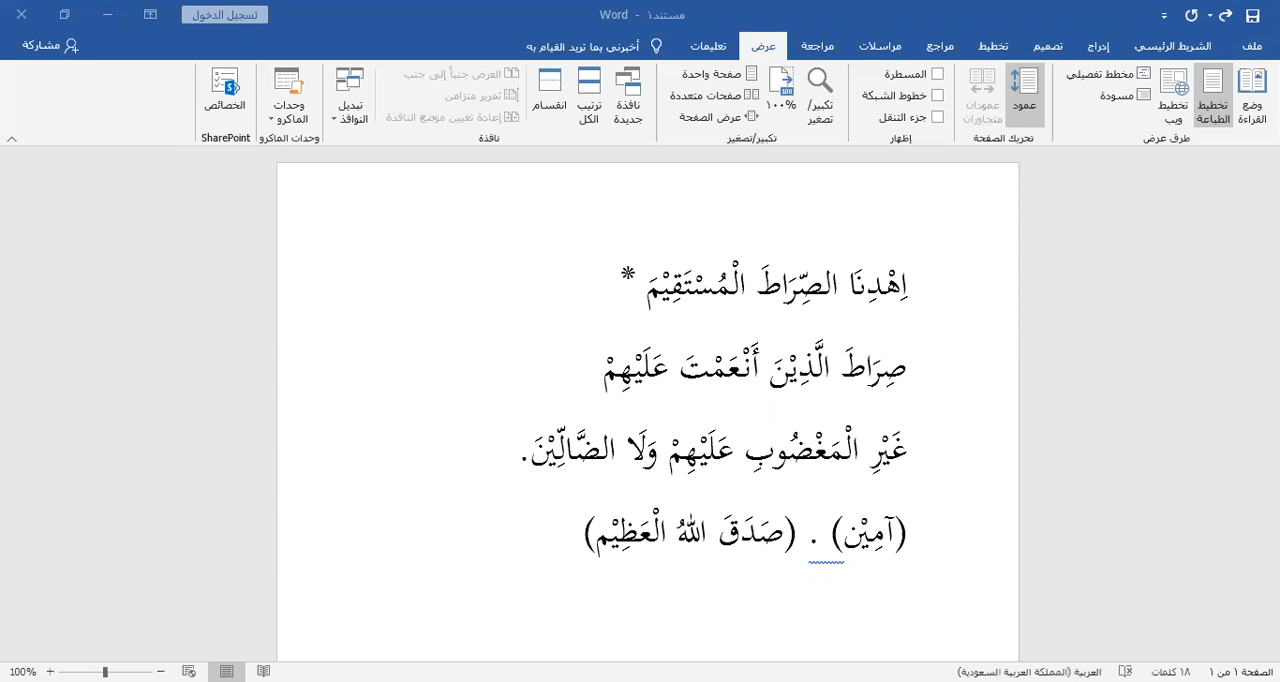 مستند١ - Word
تسجيل الدخول
ملف
الشريط الرئيسي
إدراج
تصميم
تخطيط
مراجع
مراسلات
مراجعة
عرض
تعليمات
أخبرني بما تريد القيام به
مشاركة
وضع القراءة
تخطيط الطباعة
تخطيط ويب
مخطط تفصيلي
مسودة
طرق عرض
عمود
صفحات متجاورات
تحريك الصفحة
المسطرة
خطوط الشبكة
جزء التنقل
إظهار
تكبير/ تصغير
١٠٠%
صفحة واحدة
صفحات متعددة
عرض الصفحة
تكبير/تصغير
نافذة جديدة
ترتيب الكل
انقسام
العرض جنباً إلى جنب
تمرير متزامن
إعادة تعيين موضع النافذة
نافذة
تبديل النوافذ
وحدات الماكرو
وحدات الماكرو
الخصائص
SharePoint
اِهْدِنَا الصِّرَاطَ الْمُسْتَقِيْمَ *
صِرَاطَ الَّذِيْنَ أَنْعَمْتَ عَلَيْهِمْ
غَيْرِ الْمَغْضُوبِ عَلَيْهِمْ وَلَا الضَّالِّيْنَ.
(آمِيْن) . (صَدَقَ اللهُ الْعَظِيْم)
الصفحة ١ من ١
١٨ كلمات
العربية (المملكة العربية السعودية)
100%